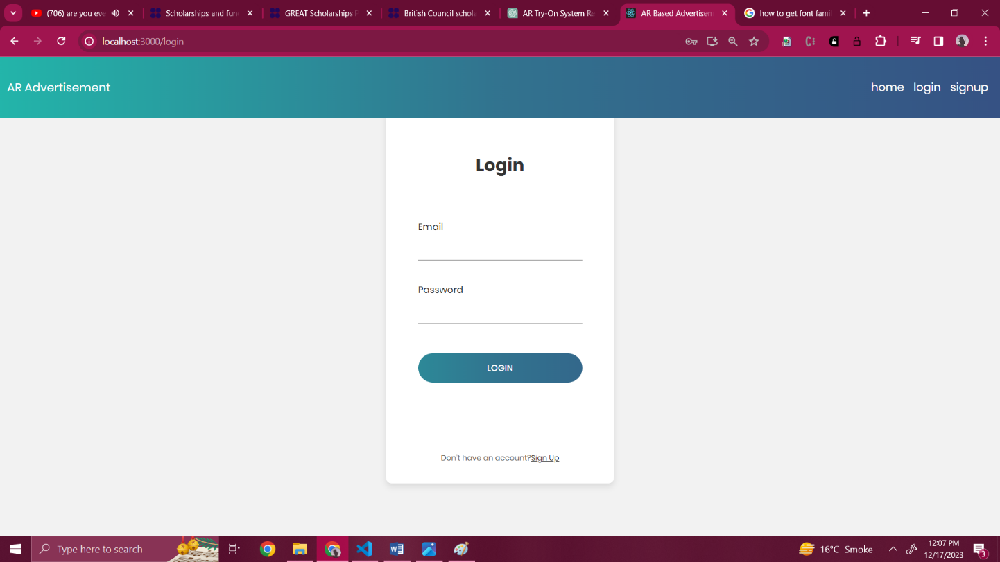 (706) are you eve
Scholarships and fun
GREAT Scholarships P
British Council schola
AR Try-On System Re
AR Based Advertisem
how to get font famil
localhost:3000/login
AR Advertisement
home login signup
Login
Email
Password
LOGIN
Don't have an account?Sign Up
Type here to search
16°C Smoke
12:07 PM
12/17/2023
3